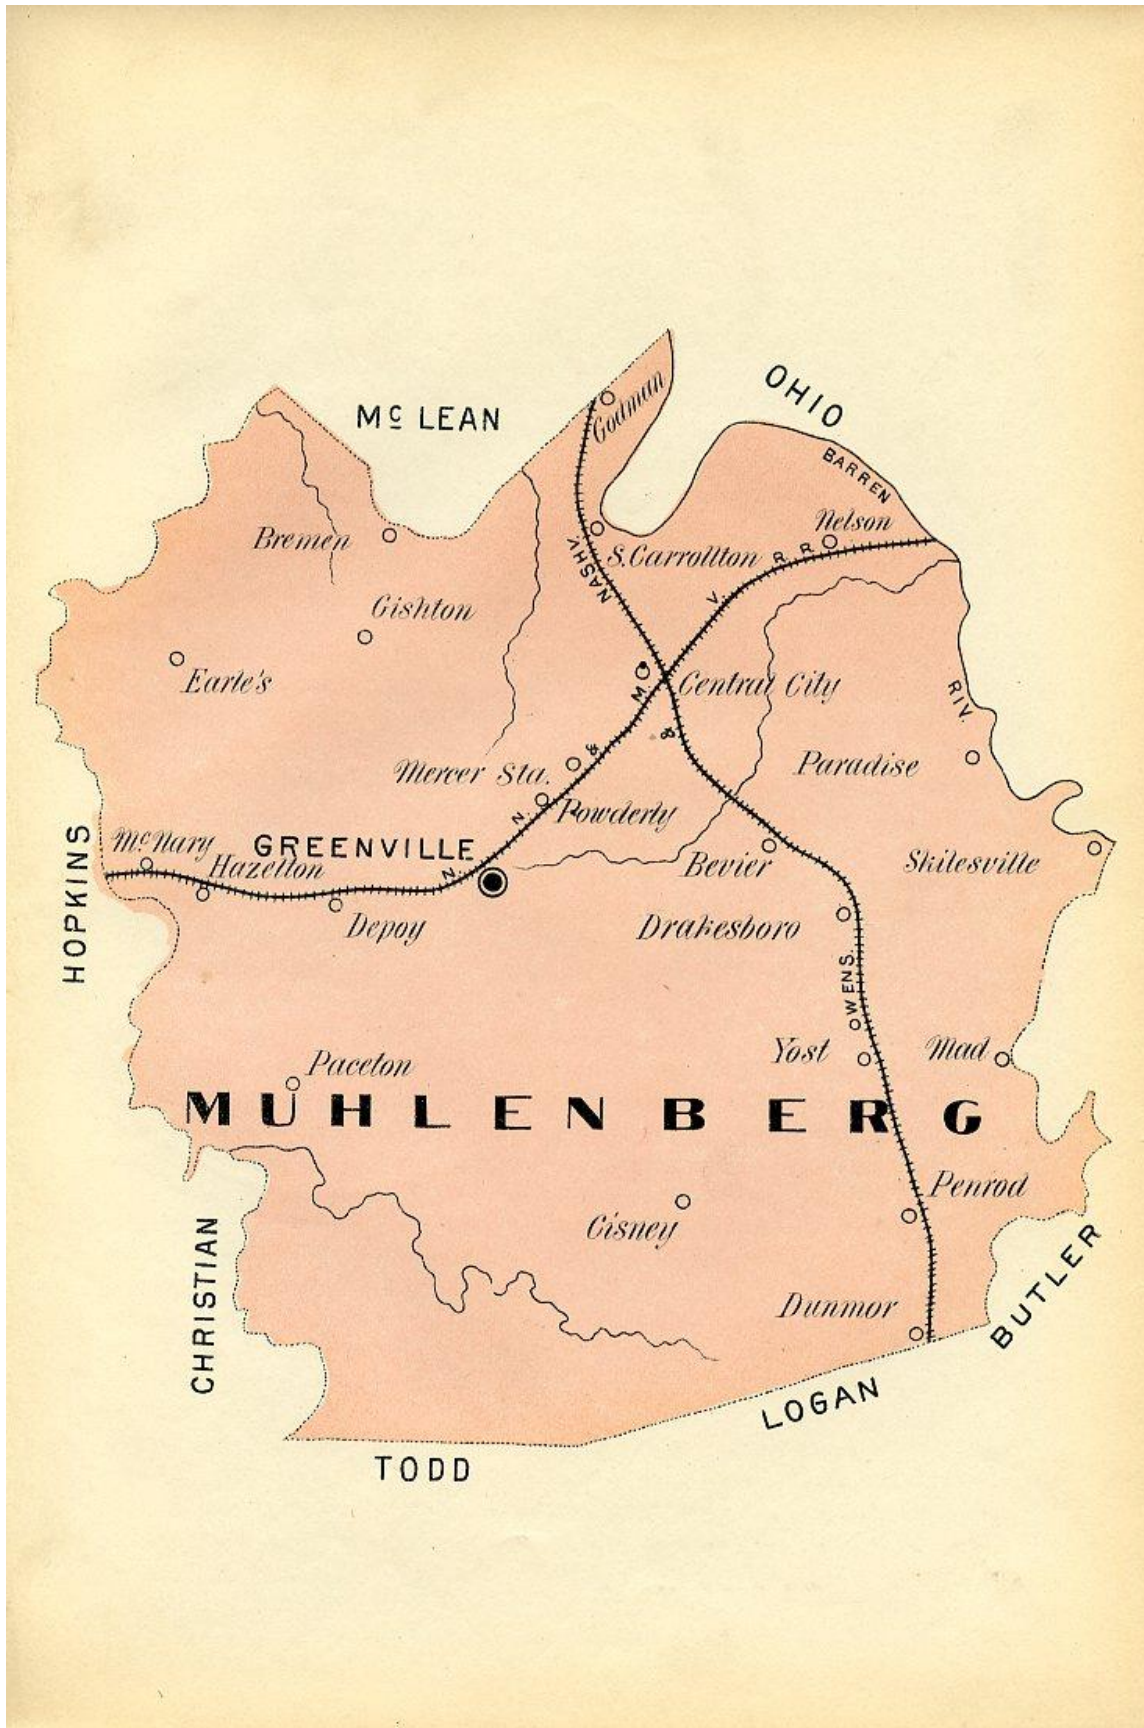 OHIO
Mc LEAN
Godman
BARREN
Nelson
Bremen
S. Carrollton
NASHV.
N. N. & M. V. R. R.
Gishton
Earle's
Central City
&
RIV.
Mercer Sta.
Paradise
Powderly
McNary
GREENVILLE
Hazelton
Bevier
Skilesville
HOPKINS
Depoy
Drakesboro
OWENS.
Yost
Mad
Paceton
MUHLENBERG
Penrod
Cisney
CHRISTIAN
BUTLER
Dunmor
LOGAN
TODD